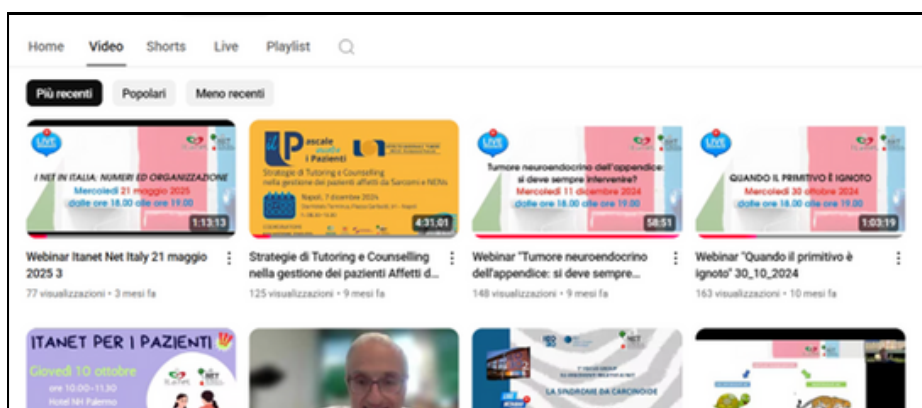 Home Video Shorts Live Playlist
Più recenti Popolari Meno recenti
LIVE
I NET IN ITALIA: NUMERI ED ORGANIZZAZIONE
Mercoledì 21 maggio 2025
dalle ore 18.00 alle ore 19.00
1:13:13
Webinar Itanet Net Italy 21 maggio
2025 3
77 visualizzazioni • 3 mesi fa
il Pascale
i Pazienti
Strategie di Tutoring e Counselling
nella gestione dei pazienti affetti da Sarcomi e NENs
Napoli, 7 dicembre 2024
4:31:01
Strategie di Tutoring e Counselling
nella gestione dei pazienti Affetti d...
125 visualizzazioni • 9 mesi fa
LIVE
Tumore neuroendocrino dell'appendice:
si deve sempre intervenire?
Mercoledì 11 dicembre 2024
dalle ore 18.00 alle ore 19.00
58:51
Webinar "Tumore neuroendocrino
dell'appendice: si deve sempre...
148 visualizzazioni • 9 mesi fa
LIVE
QUANDO IL PRIMITIVO È IGNOTO
Mercoledì 30 ottobre 2024
dalle ore 18.00 alle ore 19.00
1:03:19
Webinar "Quando il primitivo è
ignoto" 30_10_2024
163 visualizzazioni • 10 mesi fa
ITANET PER I PAZIENTI
Giovedì 10 ottobre
ore 10.00-11.30
Hotel NH Palermo
LA SINDROME DA CARCINOIDE